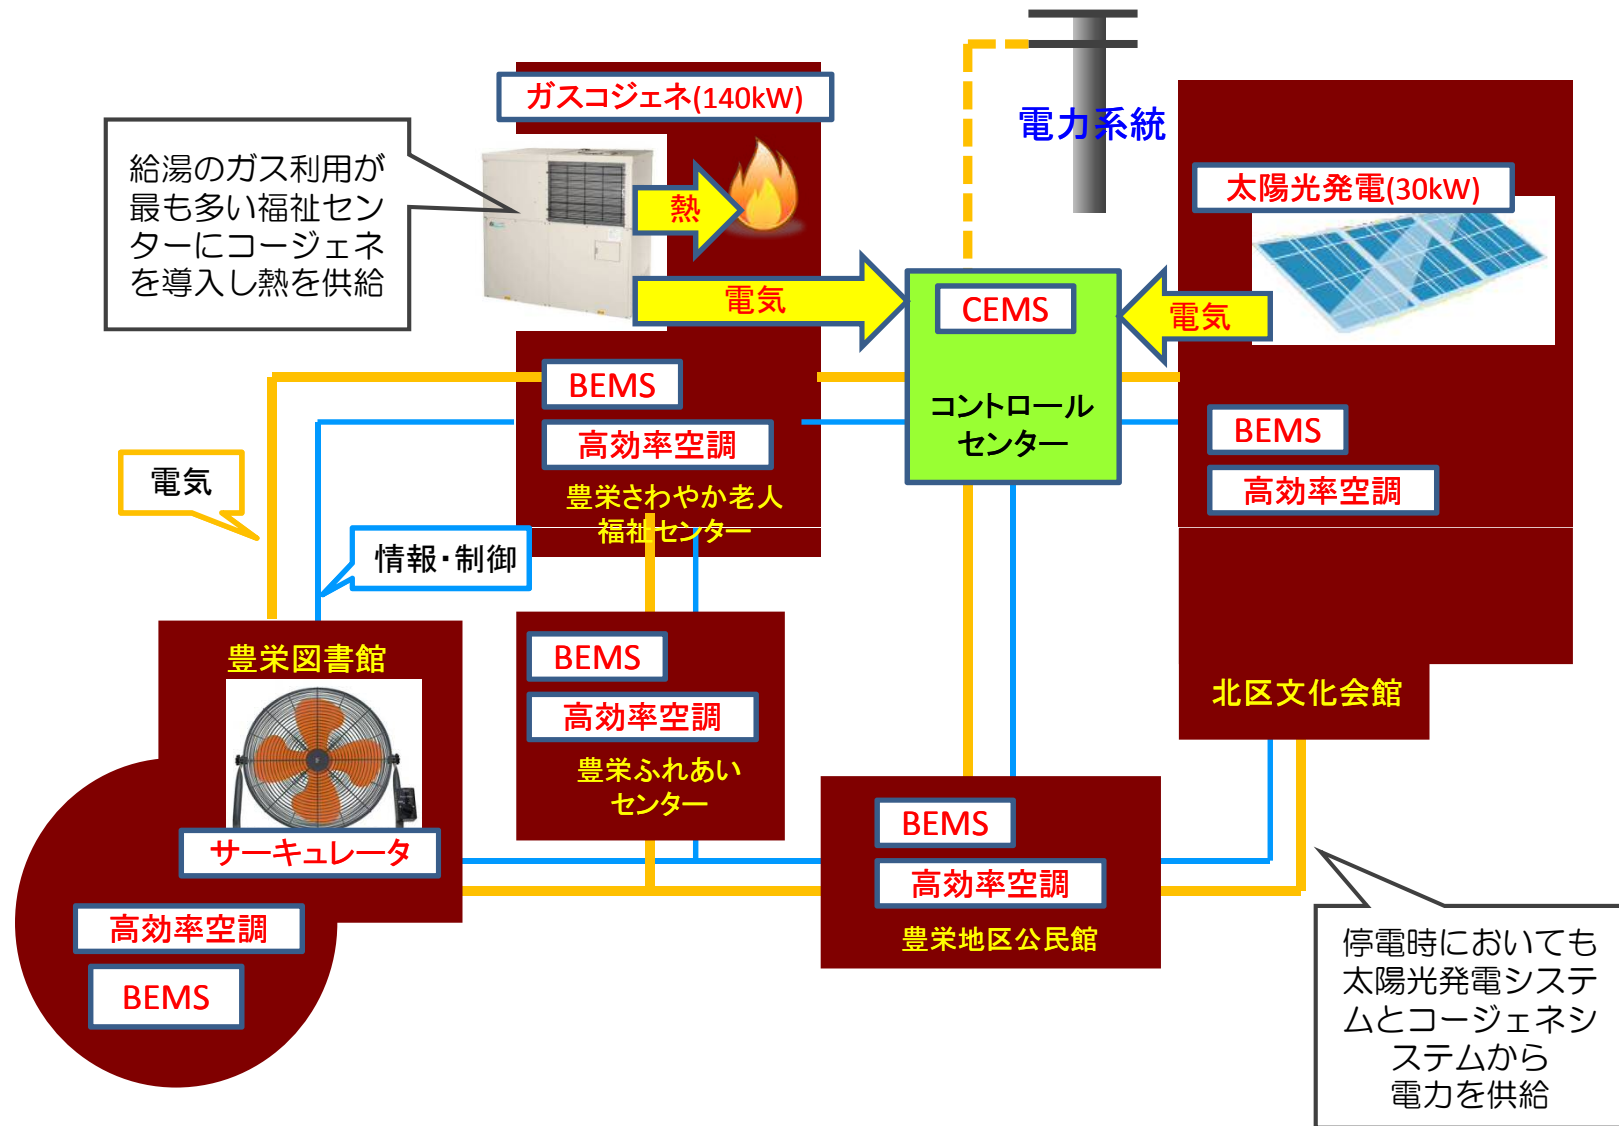 ガスコジェネ(140kW)
電力系統
給湯のガス利用が
最も多い福祉セン
ターにコージェネ
を導入し熱を供給
熱
太陽光発電(30kW)
電気
CEMS
電気
コントロール
センター
BEMS
高効率空調
豊栄さわやか老人
福祉センター
BEMS
高効率空調
北区文化会館
電気
情報・制御
豊栄図書館
サーキュレータ
高効率空調
BEMS
BEMS
高効率空調
豊栄ふれあい
センター
BEMS
高効率空調
豊栄地区公民館
停電時においても
太陽光発電システ
ムとコージェネシ
ステムから
電力を供給